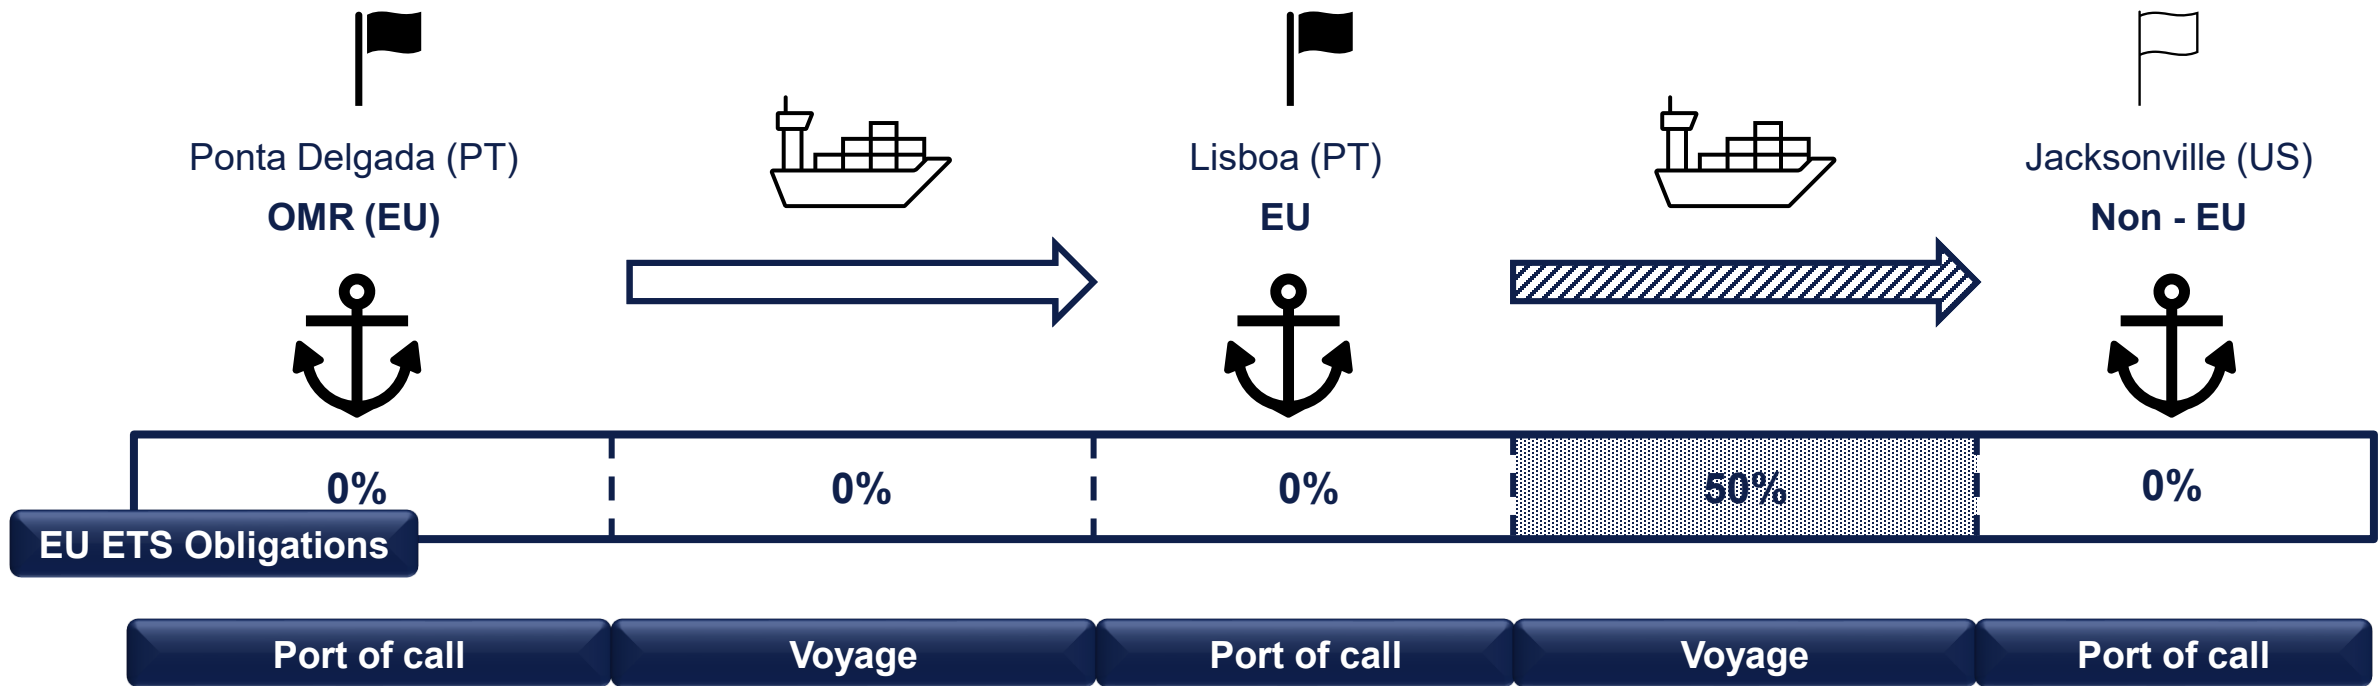 Ponta Delgada (PT)
OMR (EU)
Lisboa (PT)
EU
Jacksonville (US)
Non - EU
0%
0%
0%
50%
0%
EU ETS Obligations
Port of call
Voyage
Port of call
Voyage
Port of call